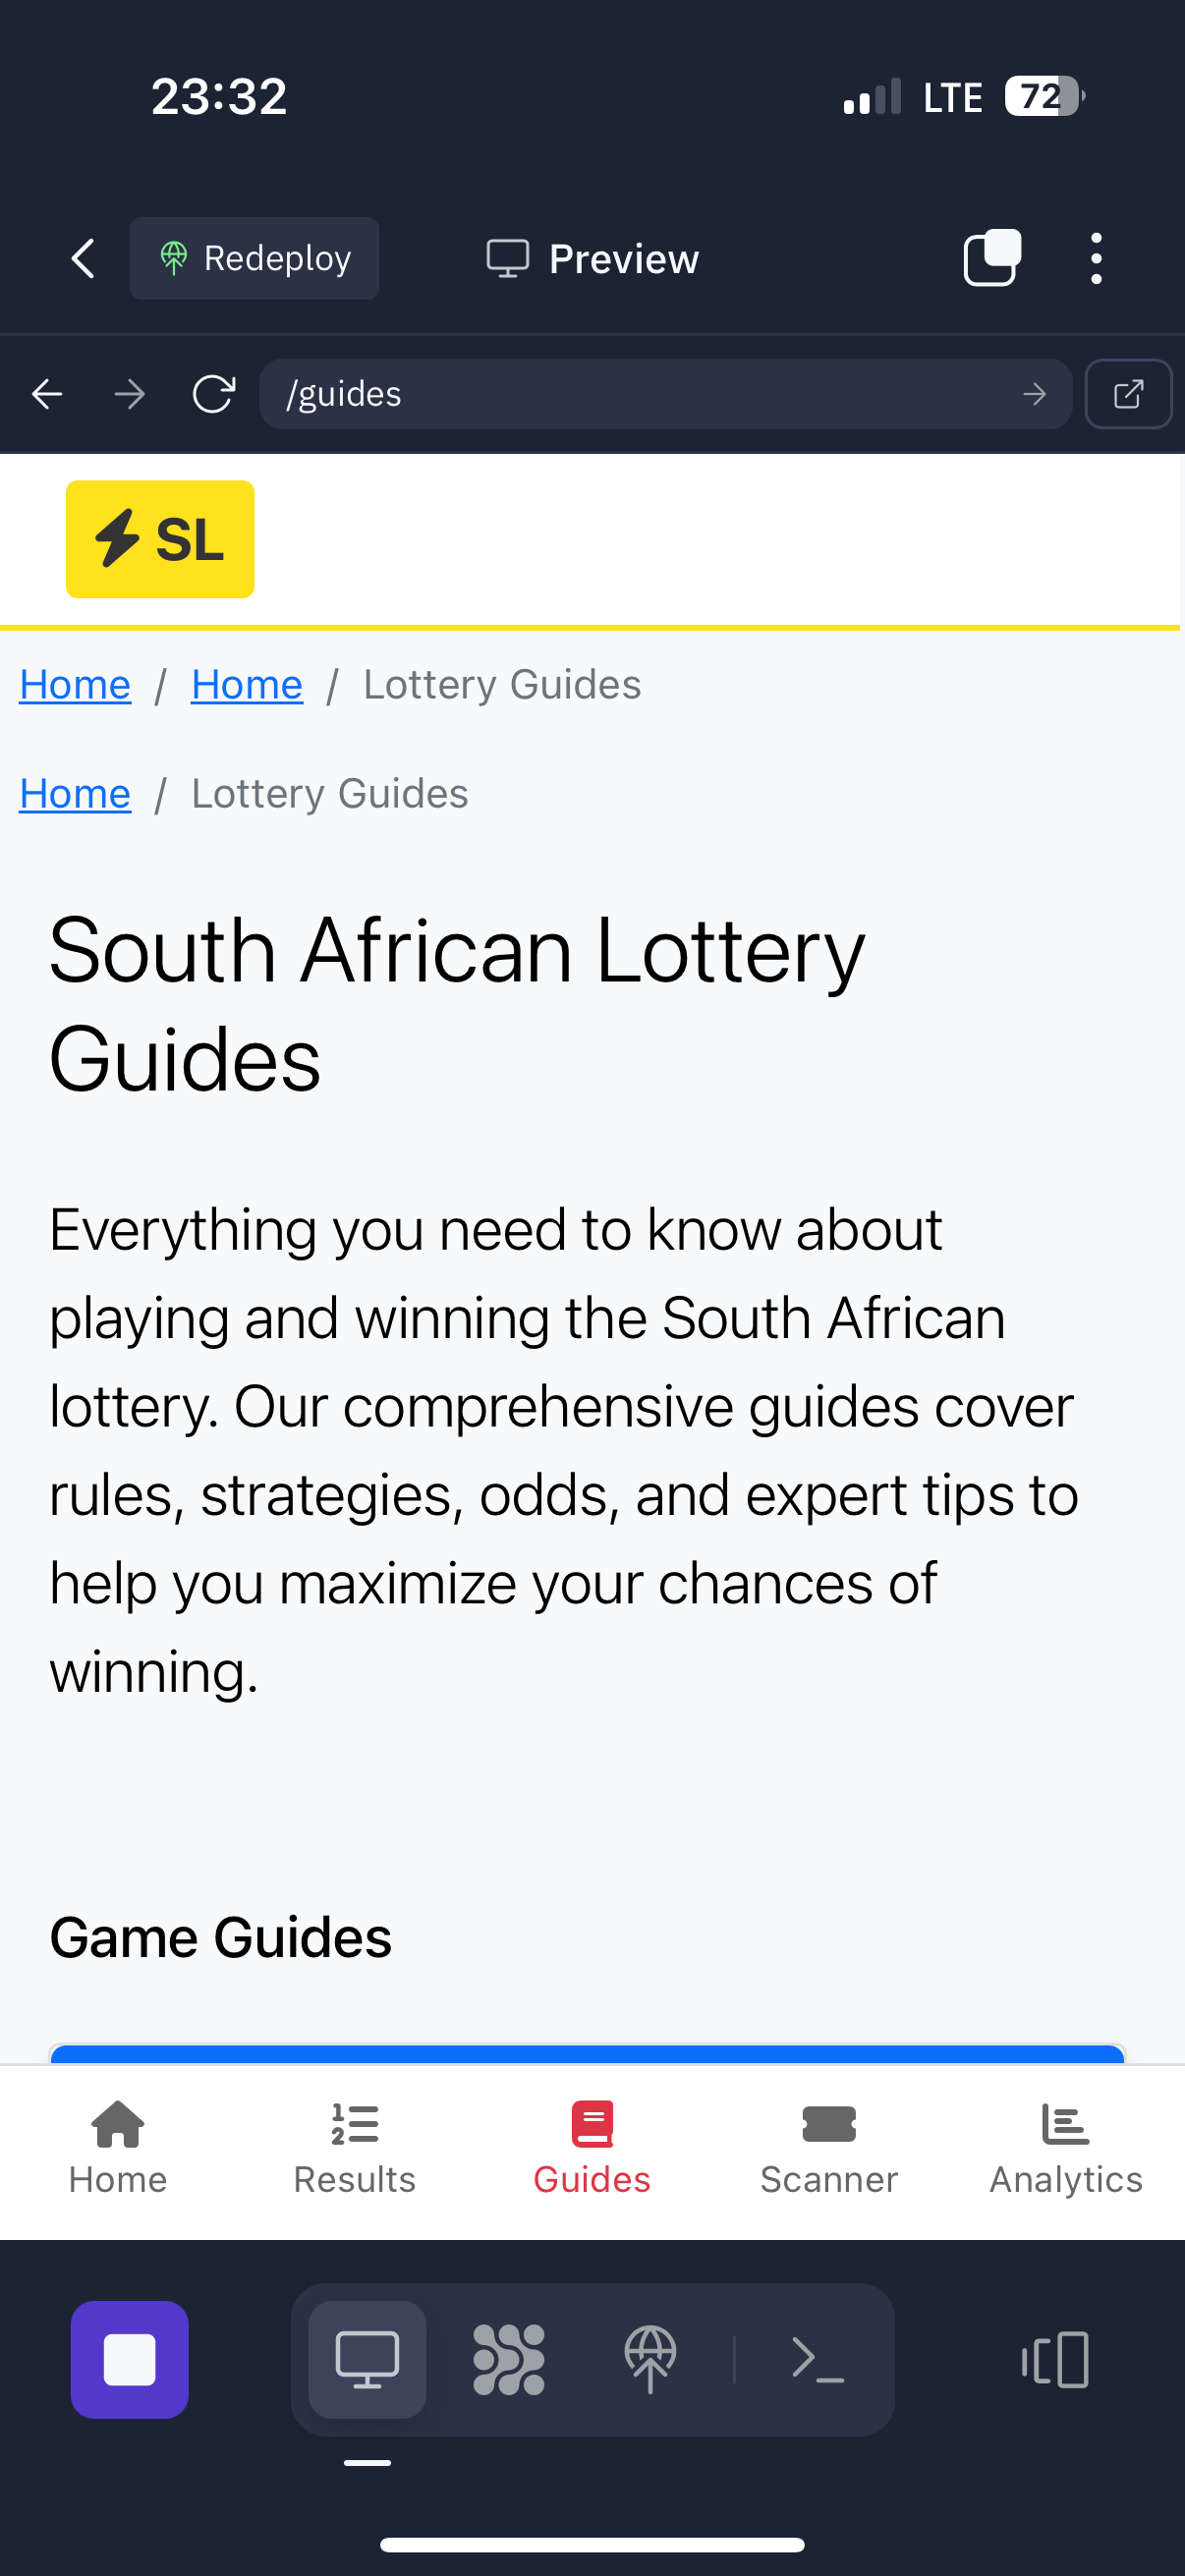 23:32 LTE 72
Redeploy Preview
/guides
SL
Home / Home / Lottery Guides
Home / Lottery Guides
South African Lottery
Guides
Everything you need to know about
playing and winning the South African
lottery. Our comprehensive guides cover
rules, strategies, odds, and expert tips to
help you maximize your chances of
winning.
Game Guides
Home Results Guides Scanner Analytics